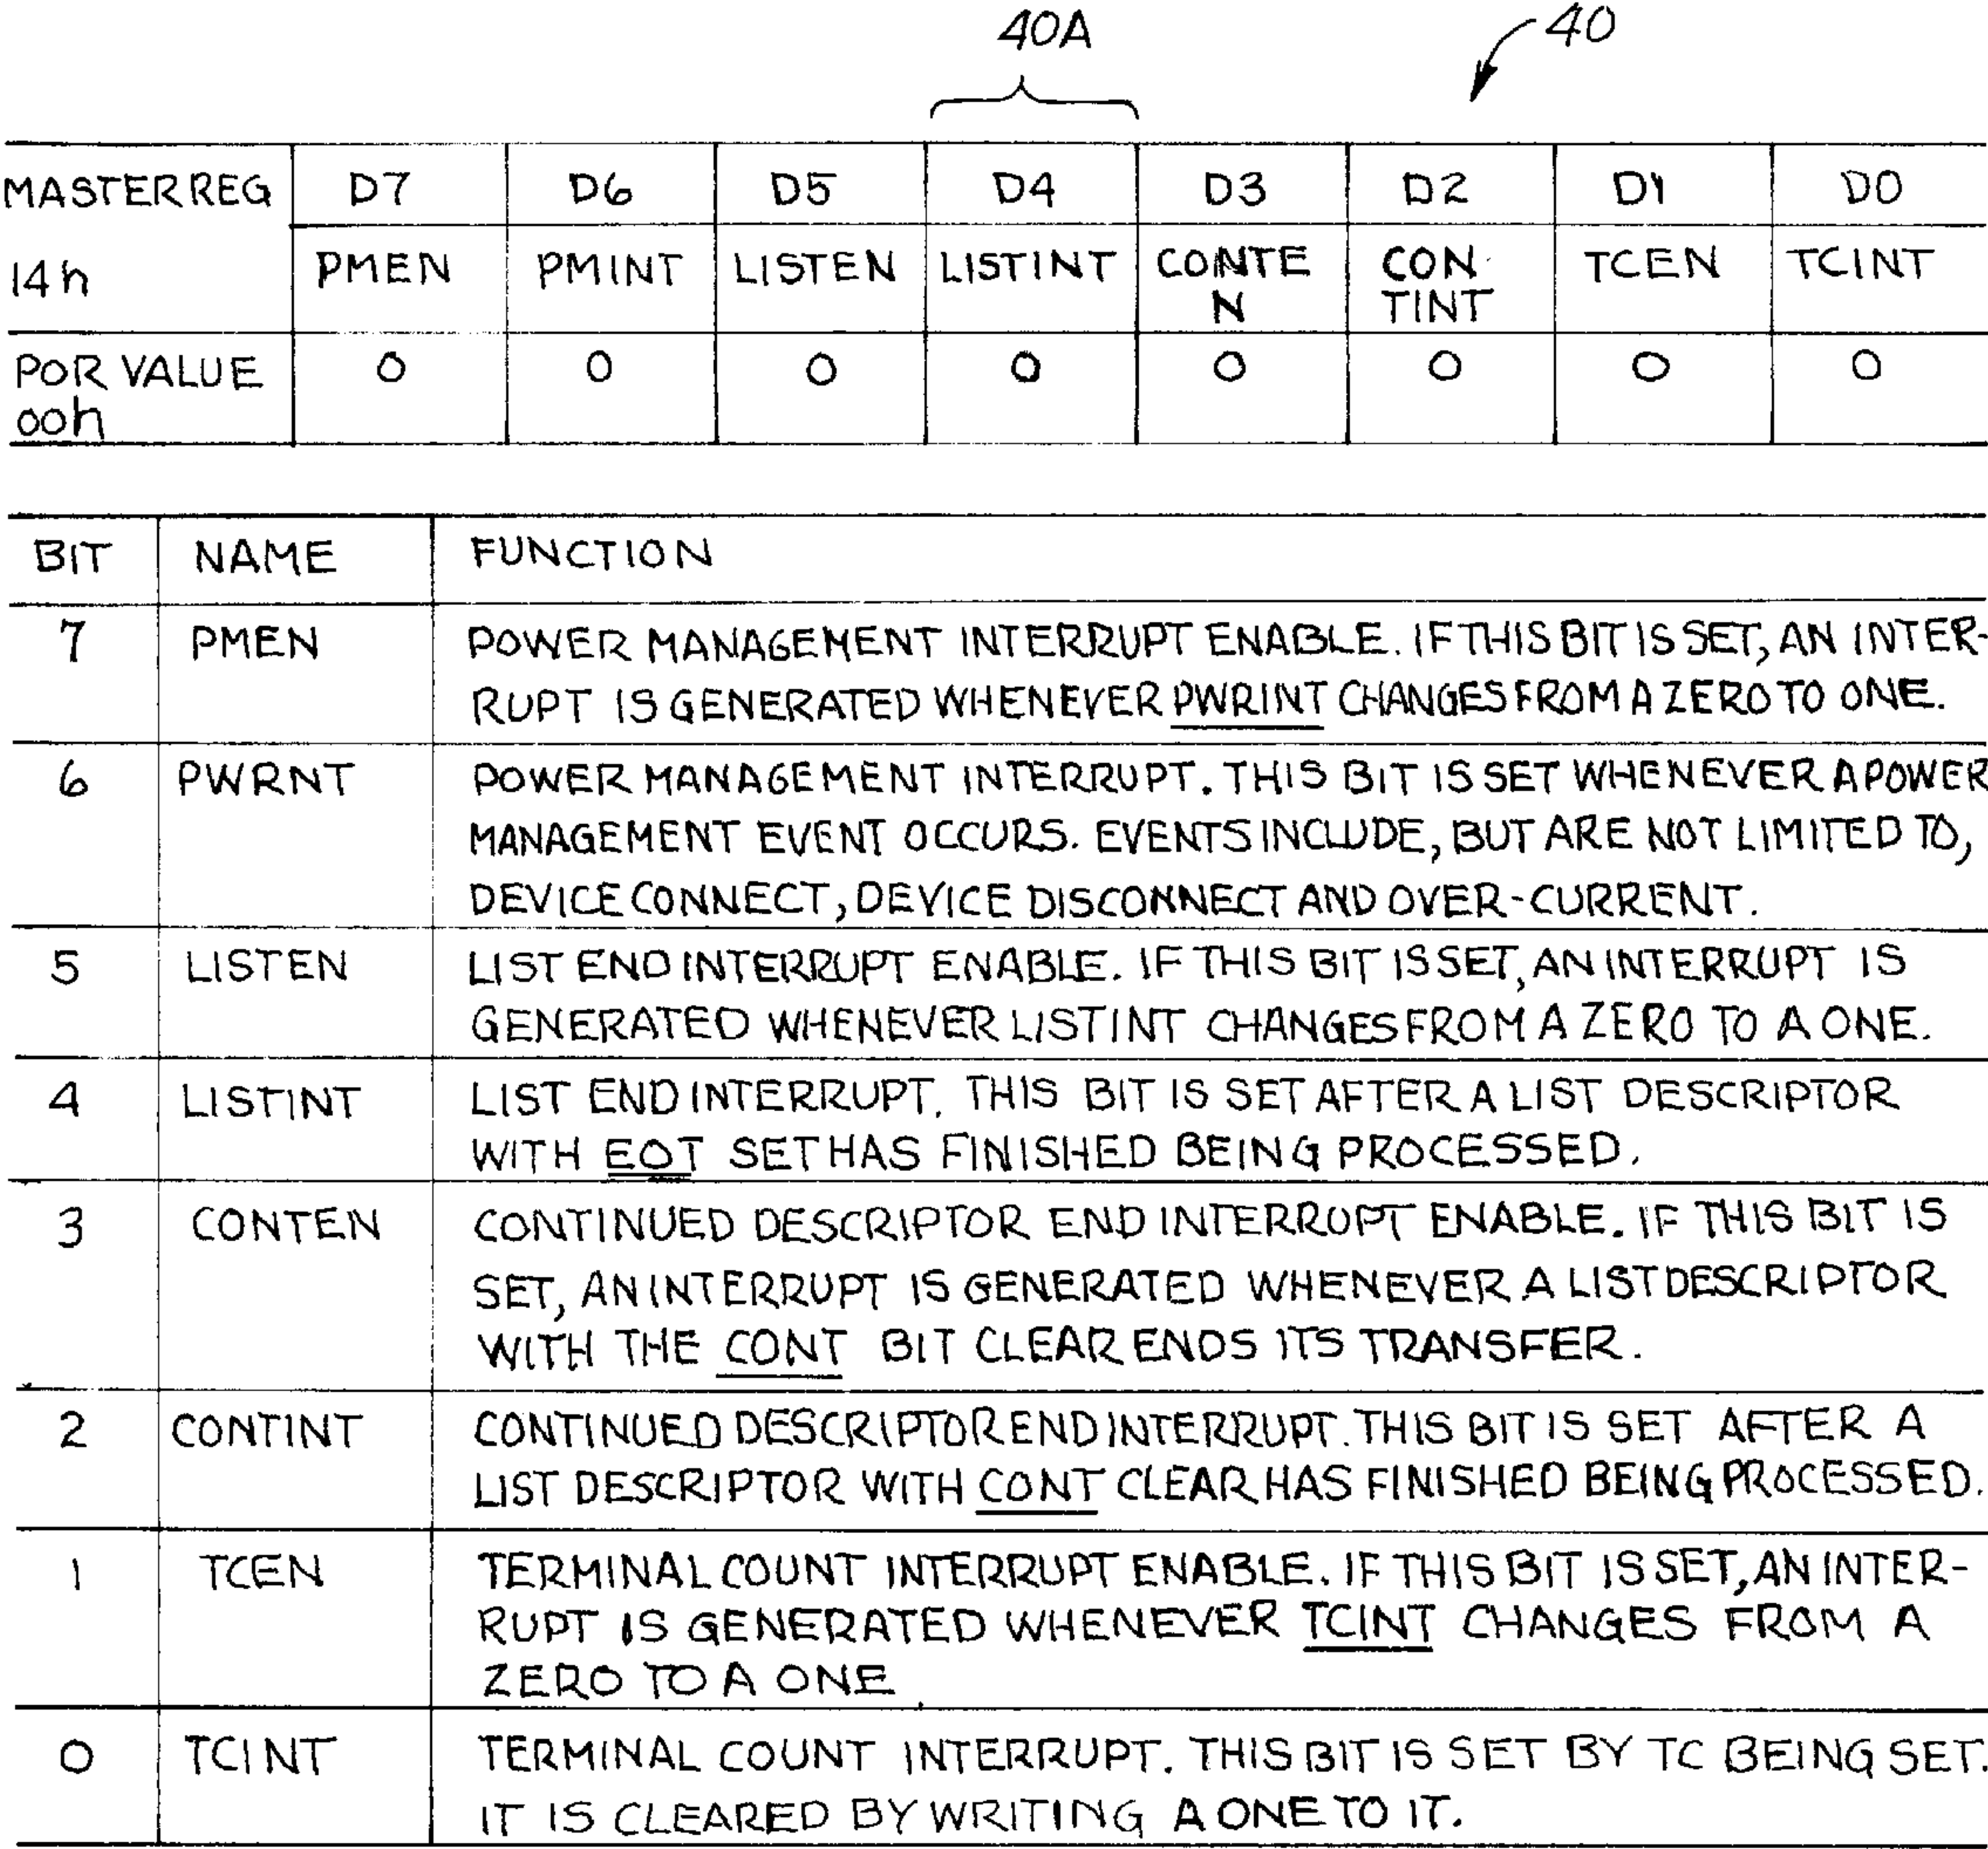 40A 40
MASTER REG D7 D6 D5 D4 D3 D2 D1 D0
14h PMEN PMINT LISTEN LISTINT CONTE CON TCEN TCINT
N TINT
POR VALUE 0 0 0 0 0 0 0 0
00h
BIT NAME FUNCTION
7 PMEN POWER MANAGEMENT INTERRUPT ENABLE. IF THIS BIT IS SET, AN INTER-
RUPT IS GENERATED WHENEVER PWRINT CHANGES FROM A ZERO TO ONE.
6 PWRNT POWER MANAGEMENT INTERRUPT. THIS BIT IS SET WHENEVER A POWER
MANAGEMENT EVENT OCCURS. EVENTS INCLUDE, BUT ARE NOT LIMITED TO,
DEVICE CONNECT, DEVICE DISCONNECT AND OVER-CURRENT.
5 LISTEN LIST END INTERRUPT ENABLE. IF THIS BIT IS SET, AN INTERRUPT IS
GENERATED WHENEVER LISTINT CHANGES FROM A ZERO TO A ONE.
4 LISTINT LIST END INTERRUPT. THIS BIT IS SET AFTER A LIST DESCRIPTOR
WITH EOT SET HAS FINISHED BEING PROCESSED.
3 CONTEN CONTINUED DESCRIPTOR END INTERRUPT ENABLE. IF THIS BIT IS
SET, AN INTERRUPT IS GENERATED WHENEVER A LIST DESCRIPTOR
WITH THE CONT BIT CLEAR ENDS ITS TRANSFER.
2 CONTINT CONTINUED DESCRIPTOR END INTERRUPT. THIS BIT IS SET AFTER A
LIST DESCRIPTOR WITH CONT CLEAR HAS FINISHED BEING PROCESSED.
1 TCEN TERMINAL COUNT INTERRUPT ENABLE. IF THIS BIT IS SET, AN INTER-
RUPT IS GENERATED WHENEVER TCINT CHANGES FROM A
ZERO TO A ONE
0 TCINT TERMINAL COUNT INTERRUPT. THIS BIT IS SET BY TC BEING SET.
IT IS CLEARED BY WRITING A ONE TO IT.